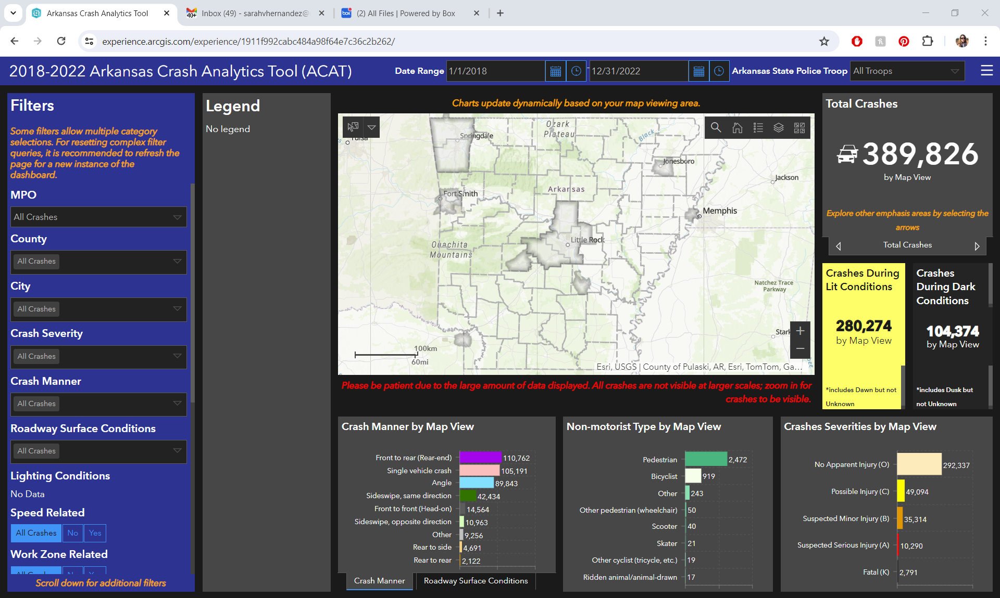 Arkansas Crash Analytics Tool
Inbox (49) - sarahvhernandez@
(2) All Files | Powered by Box
40+
box
experience.arcgis.com/experience/1911f992cabc484a98f64e7c36c2b262/
2018-2022 Arkansas Crash Analytics Tool (ACAT)
Date Range
1/1/2018
-
12/31/2022
Arkansas State Police Troop
All Troops
Filters
Some filters allow multiple category
selections. For resetting complex filter
queries, it is recommended to refresh the
page for a new instance of the
dashboard.
MPO
All Crashes
County
All Crashes
City
All Crashes
Crash Severity
All Crashes
Crash Manner
All Crashes
Roadway Surface Conditions
All Crashes
Lighting Conditions
No Data
Speed Related
All Crashes
No
Yes
Work Zone Related
All Crashes
No
Yes
Scroll down for additional filters
Legend
No legend
Charts update dynamically based on your map viewing area.
Tulsa
Springdale
Ozark
Plateau
Black
Jonesboro
Jackson
Arkansas
Fort Smith
Memphis
Little Rock
Ouachita
Mountains
Natchez Trace
Parkway
Stark
100km
60mi
Esri, USGS | County of Pulaski, AR, Esri, TomTom, Ga...
Please be patient due to the large amount of data displayed. All crashes are not visible at larger scales; zoom in for
crashes to be visible.
Total Crashes
389,826
by Map View
Explore other emphasis areas by selecting the
arrows
Total Crashes
Crashes During
Lit Conditions
280,274
by Map View
*includes Dawn but not
Unknown
Crashes
During Dark
Conditions
104,374
by Map View
*includes Dusk but
not Unknown
Crash Manner by Map View
Front to rear (Rear-end) 110,762
Single vehicle crash 105,191
Angle 89,843
Sideswipe, same direction 42,434
Front to front (Head-on) 14,564
Sideswipe, opposite direction 10,963
Other 9,256
Rear to side 4,691
Rear to rear 2,122
Crash Manner
Roadway Surface Conditions
Non-motorist Type by Map View
Pedestrian 2,472
Bicyclist 919
Other 243
Other pedestrian (wheelchair) 50
Scooter 40
Skater 21
Other cyclist (tricycle, etc.) 19
Ridden animal/animal-drawn 17
Crashes Severities by Map View
No Apparent Injury (O) 292,337
Possible Injury (C) 49,094
Suspected Minor Injury (B) 35,314
Suspected Serious Injury (A) 10,290
Fatal (K) 2,791